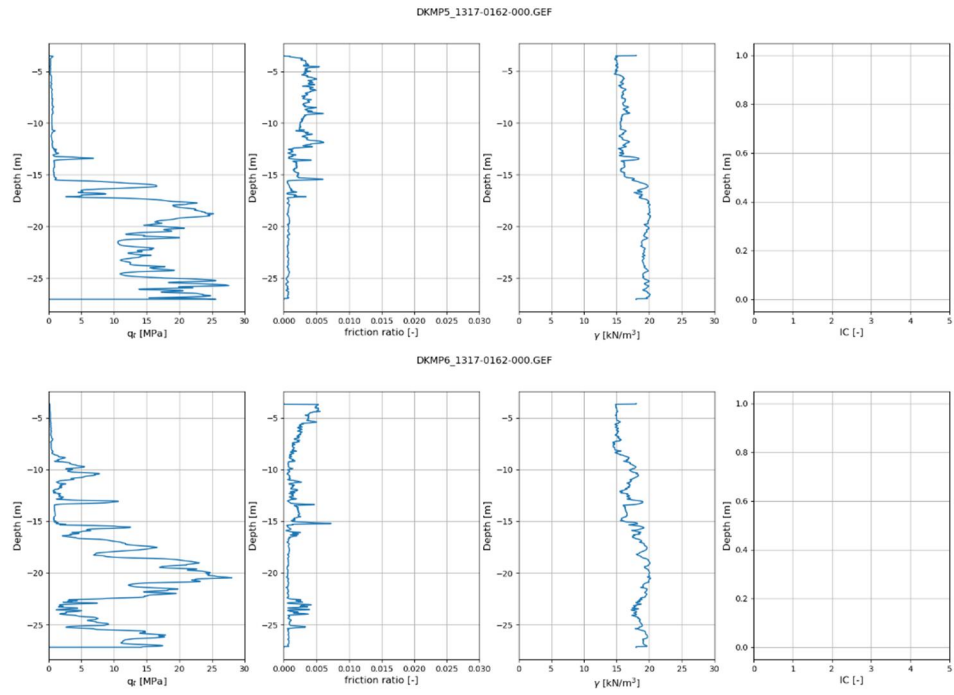 DKMP5_1317-0162-000.GEF
Depth [m]
−5
−10
−15
−20
−25
0 5 10 15 20 25 30
qt [MPa]
Depth [m]
−5
−10
−15
−20
−25
0.000 0.005 0.010 0.015 0.020 0.025 0.030
friction ratio [-]
Depth [m]
−5
−10
−15
−20
−25
0 5 10 15 20 25 30
γ [kN/m³]
Depth [m]
1.0
0.8
0.6
0.4
0.2
0.0
0 1 2 3 4 5
IC [-]
DKMP6_1317-0162-000.GEF
Depth [m]
−5
−10
−15
−20
−25
0 5 10 15 20 25 30
qt [MPa]
Depth [m]
−5
−10
−15
−20
−25
0.000 0.005 0.010 0.015 0.020 0.025 0.030
friction ratio [-]
Depth [m]
−5
−10
−15
−20
−25
0 5 10 15 20 25 30
γ [kN/m³]
Depth [m]
1.0
0.8
0.6
0.4
0.2
0.0
0 1 2 3 4 5
IC [-]